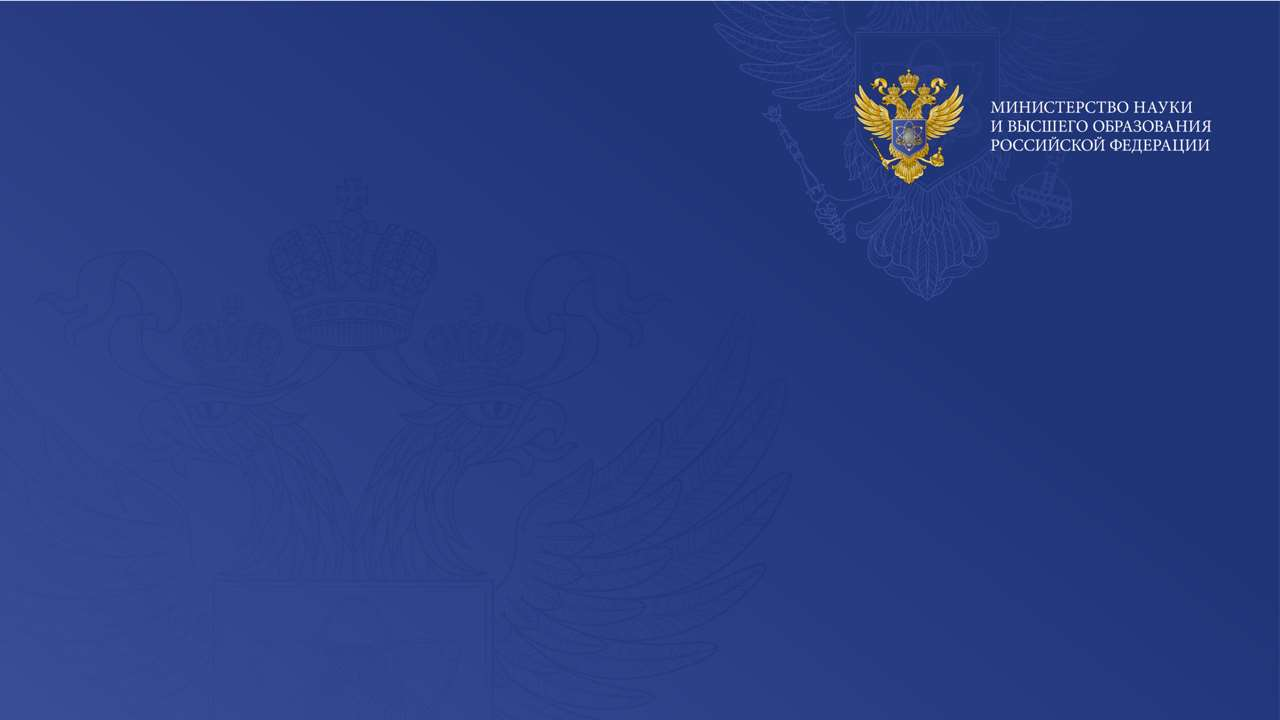 МИНИСТЕРСТВО НАУКИ
И ВЫСШЕГО ОБРАЗОВАНИЯ
РОССИЙСКОЙ ФЕДЕРАЦИИ